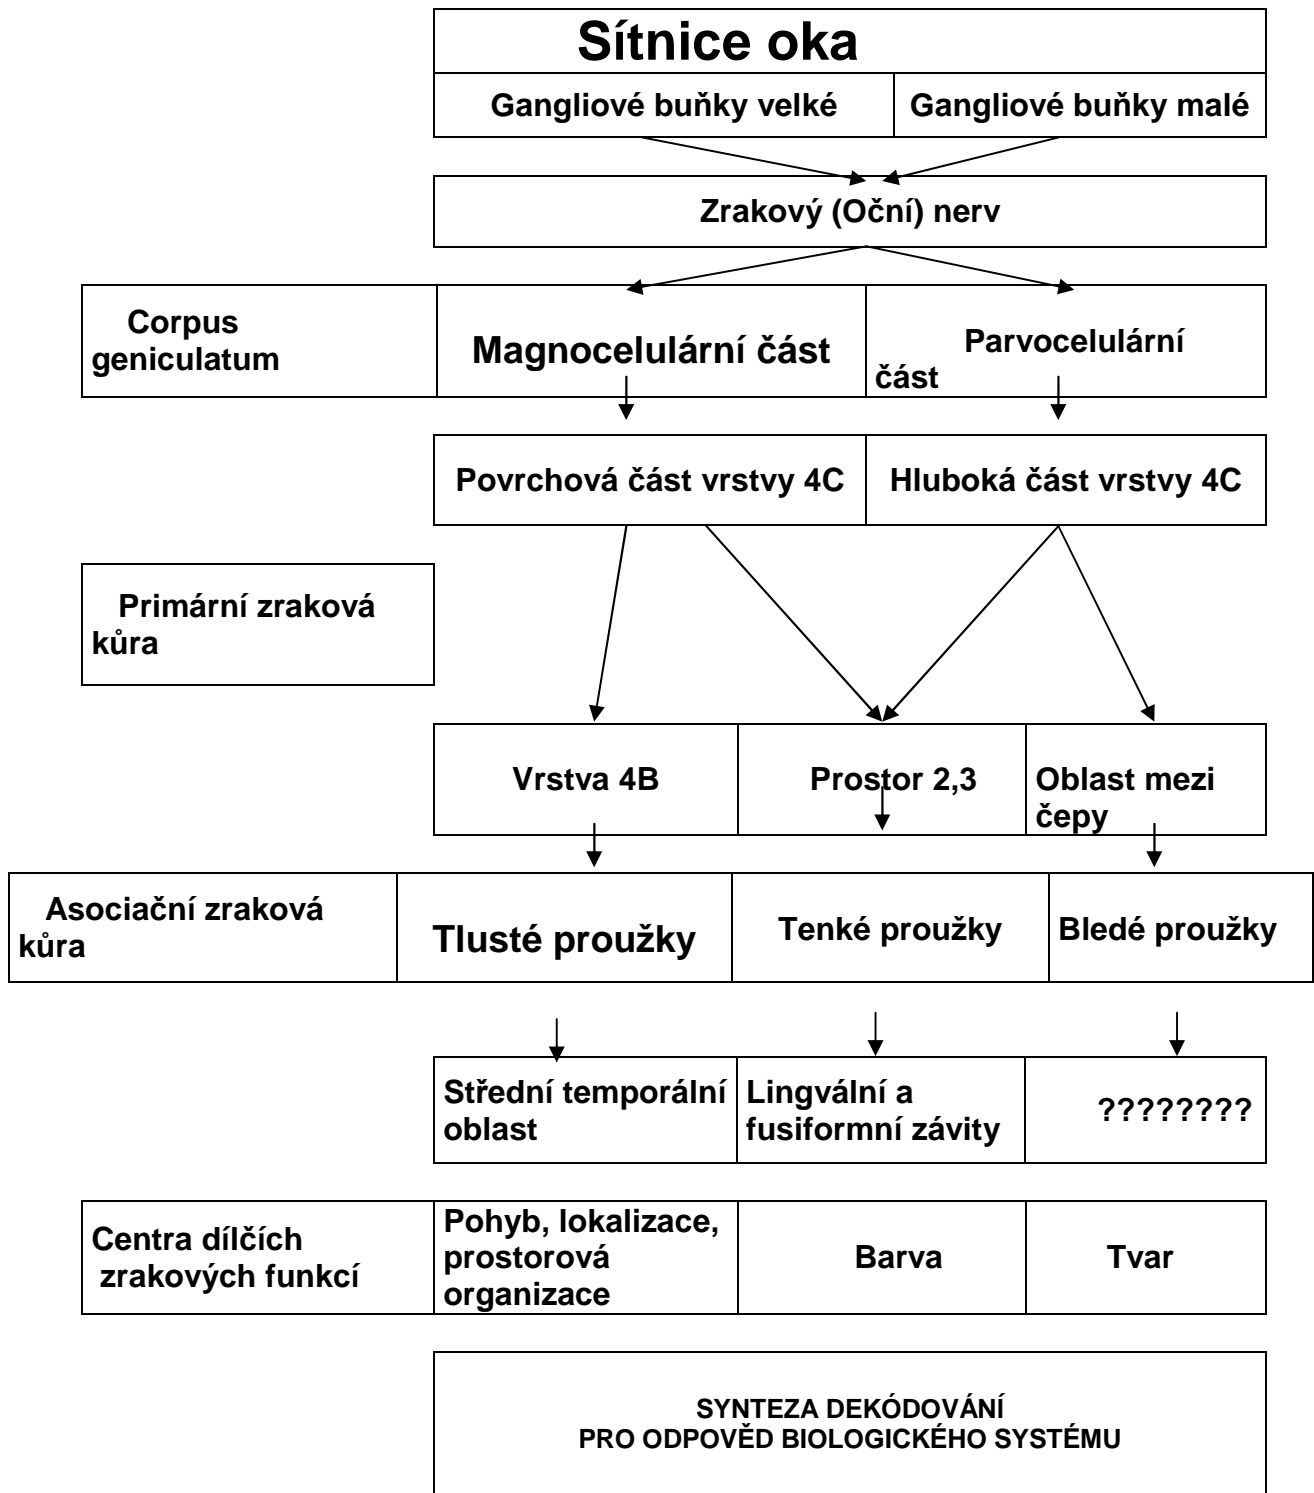 Sítnice oka
Gangliové buňky velké
Gangliové buňky malé
Zrakový (Oční) nerv
Corpus
geniculatum
Magnocelulární část
Parvocelulární
část
Povrchová část vrstvy 4C
Hluboká část vrstvy 4C
Primární zraková
kůra
Vrstva 4B
Prostor 2,3
Oblast mezi
čepy
Asociační zraková
kůra
Tlusté proužky
Tenké proužky
Bledé proužky
Střední temporální
oblast
Lingvální a
fusiformní závity
????????
Centra dílčích
zrakových funkcí
Pohyb, lokalizace,
prostorová
organizace
Barva
Tvar
SYNTEZA DEKÓDOVÁNÍ
PRO ODPOVĚD BIOLOGICKÉHO SYSTÉMU